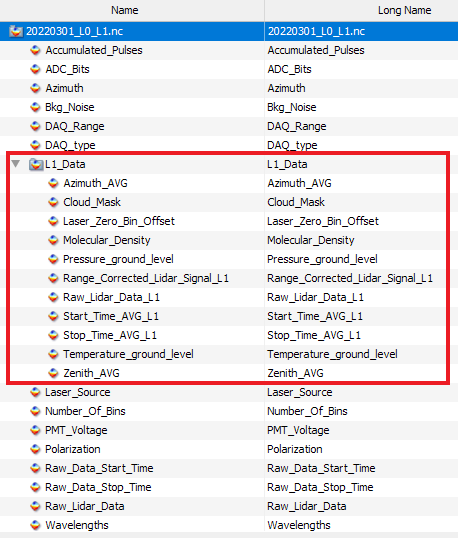 Name Long Name
20220301_L0_L1.nc 20220301_L0_L1.nc
Accumulated_Pulses Accumulated_Pulses
ADC_Bits ADC_Bits
Azimuth Azimuth
Bkg_Noise Bkg_Noise
DAQ_Range DAQ_Range
DAQ_type DAQ_type
L1_Data L1_Data
Azimuth_AVG Azimuth_AVG
Cloud_Mask Cloud_Mask
Laser_Zero_Bin_Offset Laser_Zero_Bin_Offset
Molecular_Density Molecular_Density
Pressure_ground_level Pressure_ground_level
Range_Corrected_Lidar_Signal_L1 Range_Corrected_Lidar_Signal_L1
Raw_Lidar_Data_L1 Raw_Lidar_Data_L1
Start_Time_AVG_L1 Start_Time_AVG_L1
Stop_Time_AVG_L1 Stop_Time_AVG_L1
Temperature_ground_level Temperature_ground_level
Zenith_AVG Zenith_AVG
Laser_Source Laser_Source
Number_Of_Bins Number_Of_Bins
PMT_Voltage PMT_Voltage
Polarization Polarization
Raw_Data_Start_Time Raw_Data_Start_Time
Raw_Data_Stop_Time Raw_Data_Stop_Time
Raw_Lidar_Data Raw_Lidar_Data
Wavelengths Wavelengths